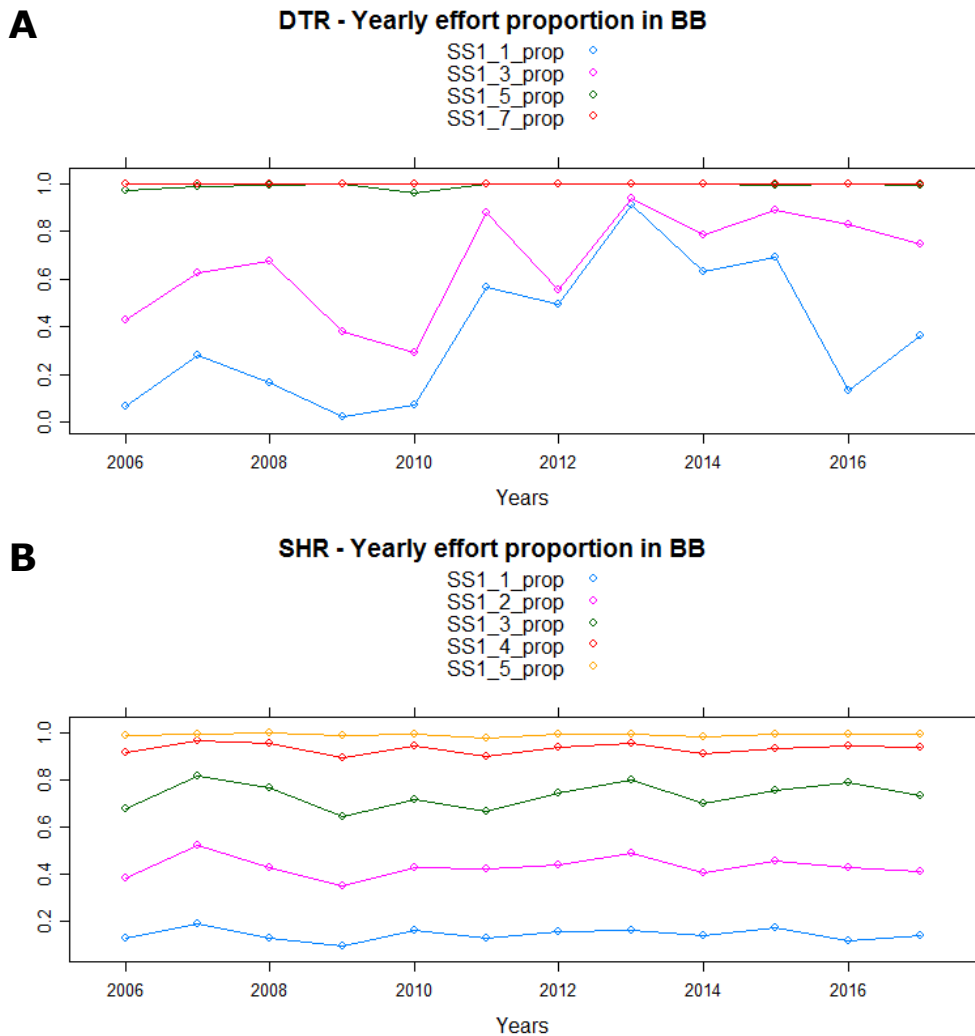 A
DTR - Yearly effort proportion in BB
SS1_1_prop
SS1_3_prop
SS1_5_prop
SS1_7_prop
1.0
0.8
0.6
0.4
0.2
0.0
2006 2008 2010 2012 2014 2016
Years
B
SHR - Yearly effort proportion in BB
SS1_1_prop
SS1_2_prop
SS1_3_prop
SS1_4_prop
SS1_5_prop
1.0
0.8
0.6
0.4
0.2
2006 2008 2010 2012 2014 2016
Years